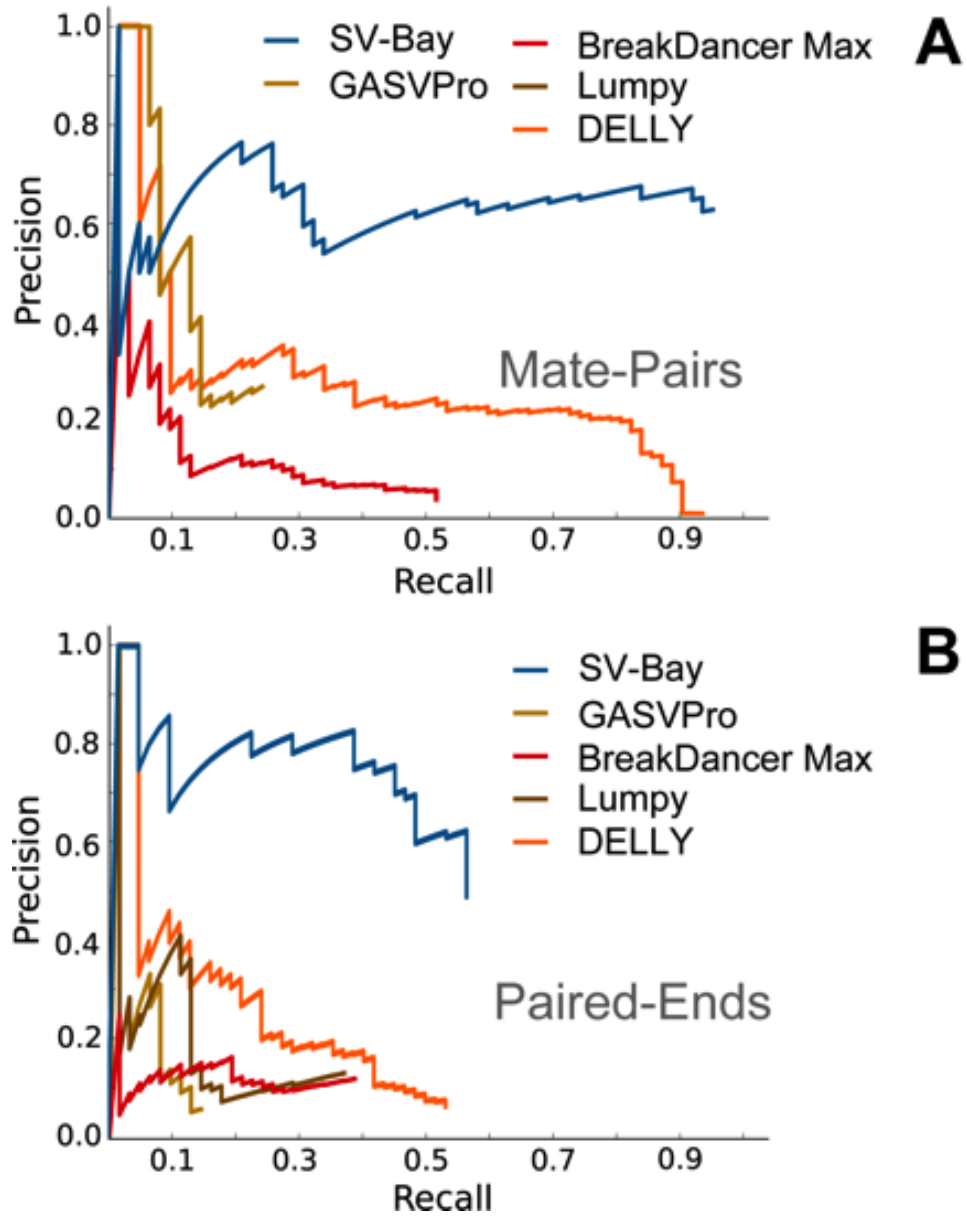 A
1.0
0.8
0.6
0.4
0.2
0.0
Precision
SV-Bay
GASVPro
BreakDancer Max
Lumpy
DELLY
Mate-Pairs
0.1 0.3 0.5 0.7 0.9
Recall
B
1.0
0.8
0.6
0.4
0.2
0.0
Precision
SV-Bay
GASVPro
BreakDancer Max
Lumpy
DELLY
Paired-Ends
0.1 0.3 0.5 0.7 0.9
Recall